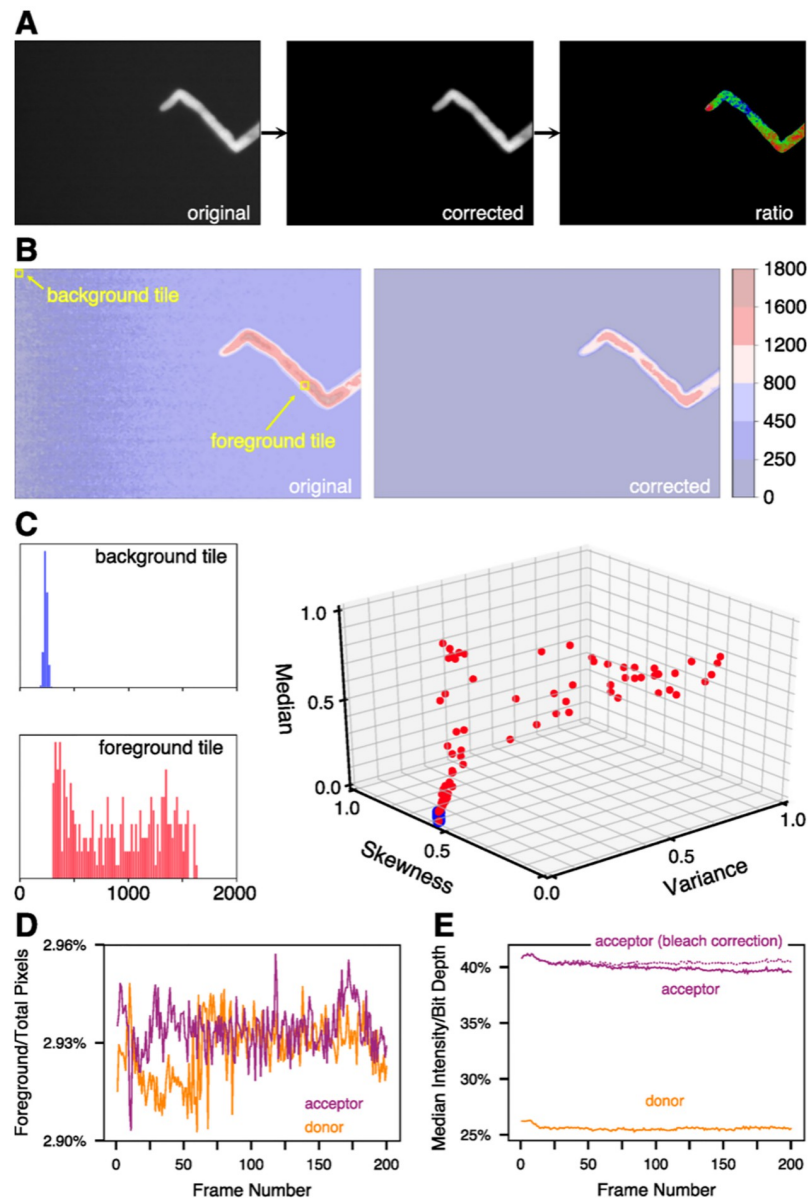 A
original
corrected
ratio
B
background tile
foreground tile
original
corrected
1800
1600
1200
800
450
250
0
C
background tile
foreground tile
0
1000
2000
1.0
Median
0.5
0.0
1.0
Skewness
0.5
0.0
Variance
0.5
1.0
D
2.96%
Foreground/Total Pixels
2.93%
2.90%
acceptor
donor
0
50
100
150
200
Frame Number
E
Median Intensity/Bit Depth
40%
35%
30%
25%
acceptor (bleach correction)
acceptor
donor
0
50
100
150
200
Frame Number